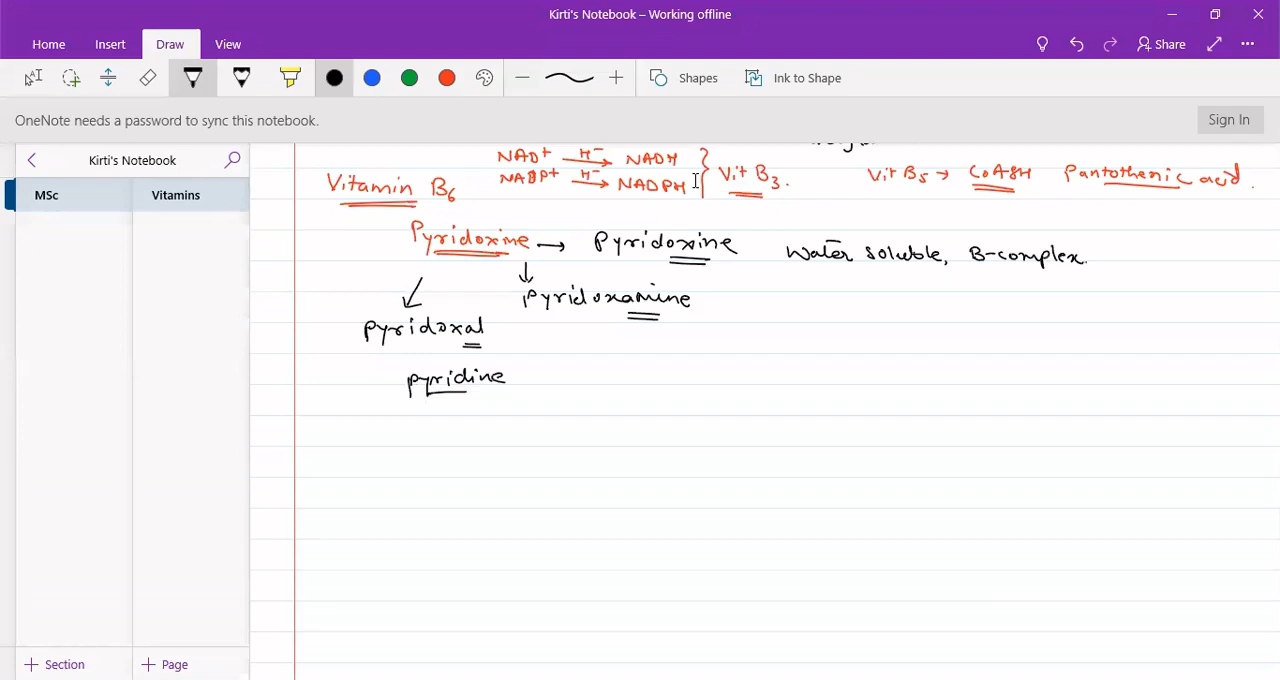 Kirti's Notebook – Working offline
Home Insert Draw View
Share
Shapes Ink to Shape
OneNote needs a password to sync this notebook. Sign In
Kirti's Notebook
MSc Vitamins
NAD+ H- NADH
NADP+ H- NADPH Vit B3.
Vit B5 → CoASH Pantothenic acid.
Vitamin B6
Pyridoxine → Pyridoxine Water soluble, B-complex.
Pyridoxamine
Pyridoxal
pyridine
+ Section + Page